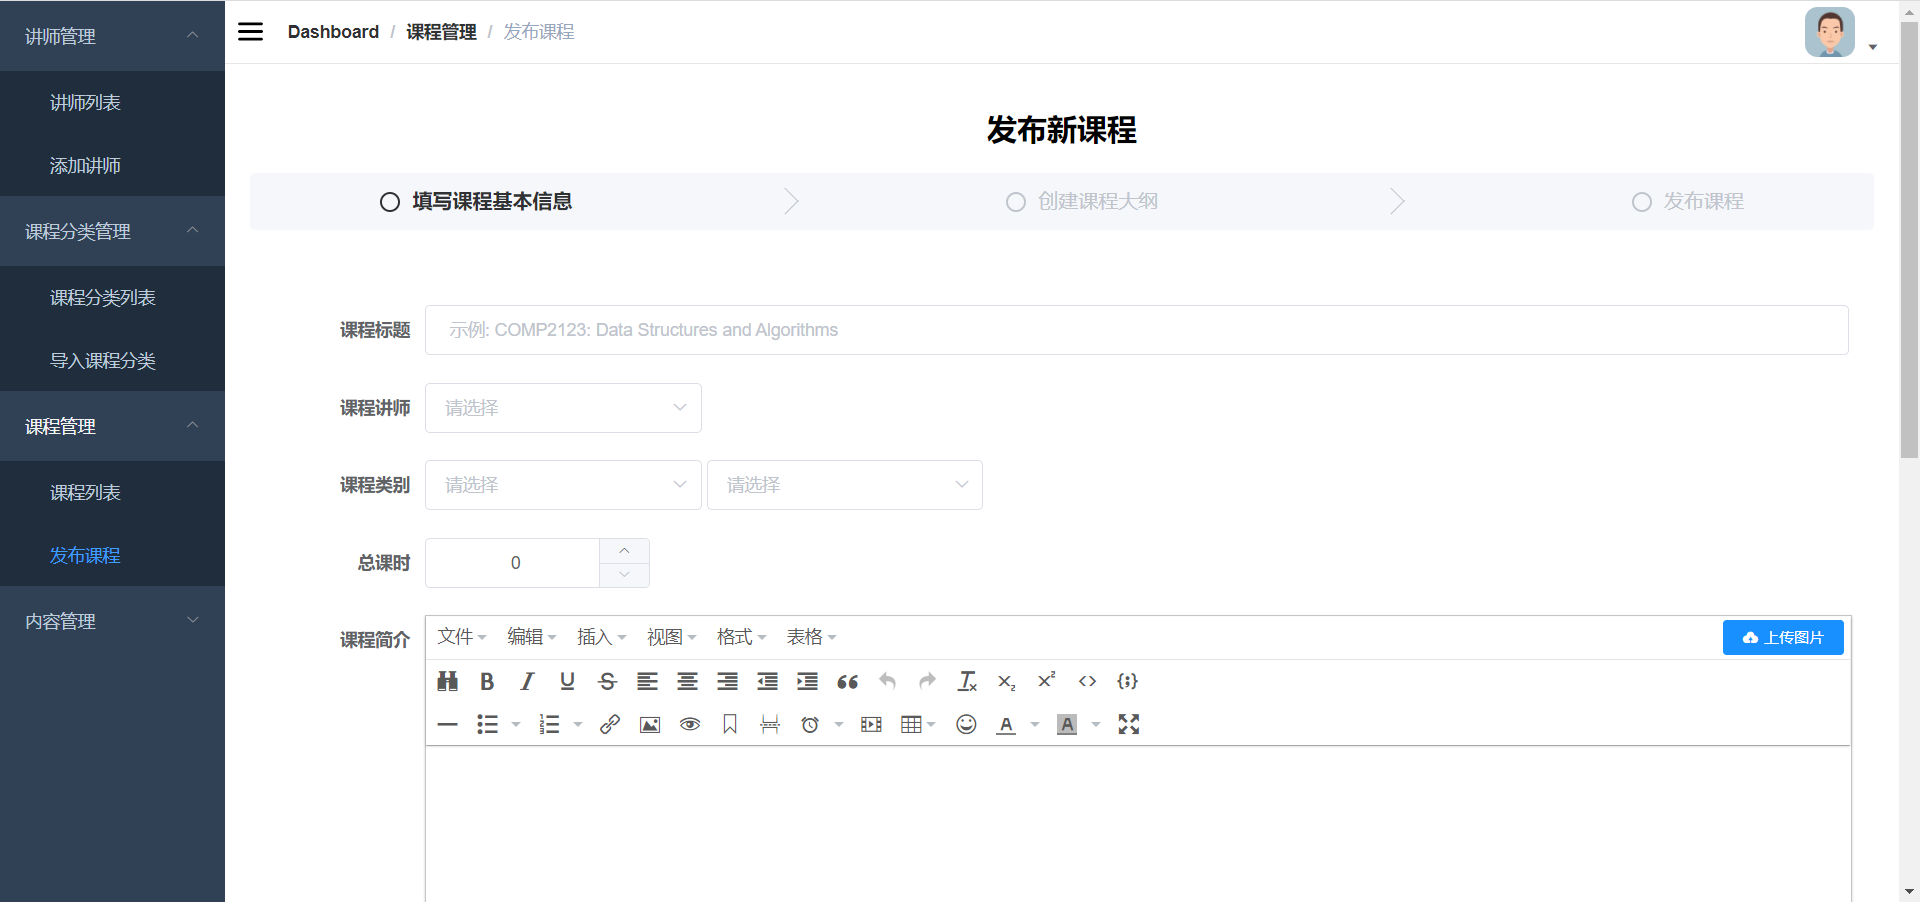 讲师管理
讲师列表
添加讲师
课程分类管理
课程分类列表
导入课程分类
课程管理
课程列表
发布课程
内容管理
Dashboard / 课程管理 / 发布课程
发布新课程
填写课程基本信息 创建课程大纲 发布课程
课程标题 示例: COMP2123: Data Structures and Algorithms
课程讲师 请选择
课程类别 请选择 请选择
总课时 0
课程简介 文件 编辑 插入 视图 格式 表格 上传图片